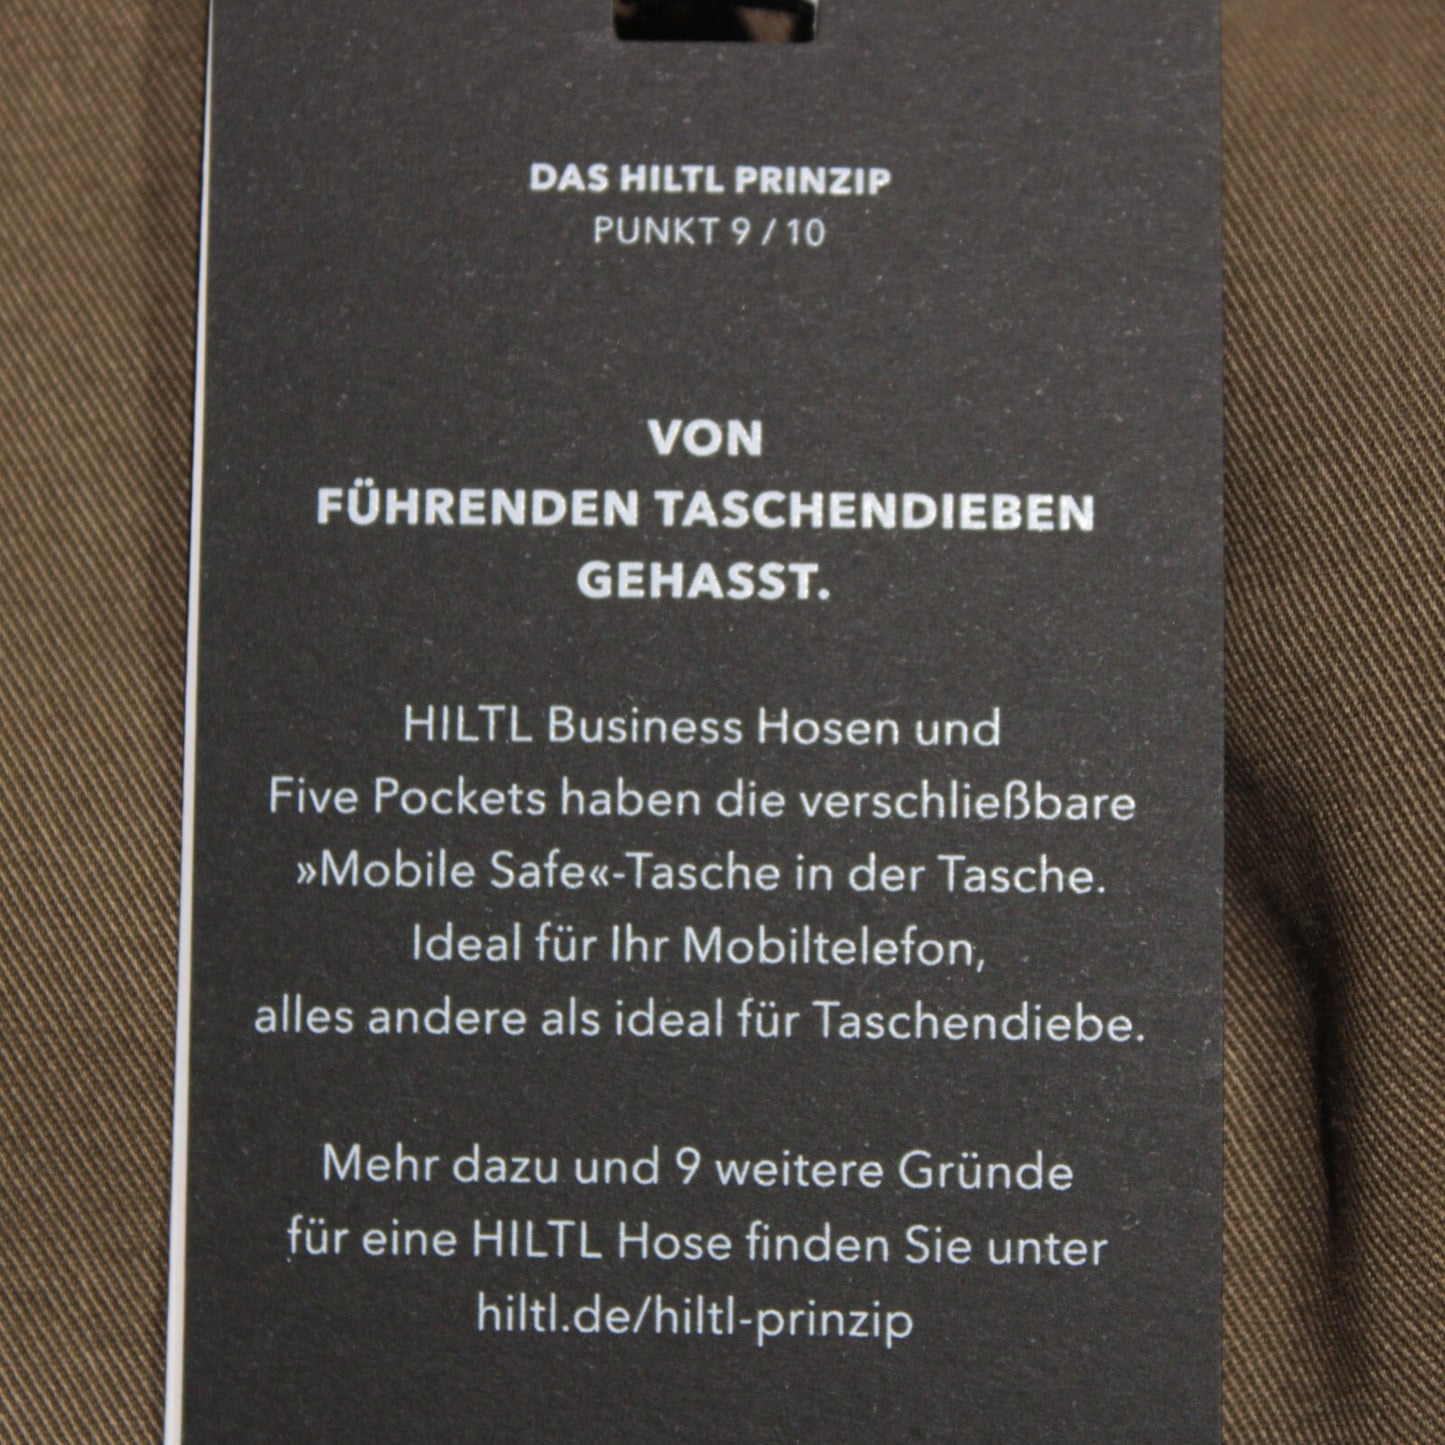 DAS HILTL PRINZIP
PUNKT 9 / 10
VON
FÜHRENDEN TASCHENDIEBEN
GEHASST.
HILTL Business Hosen und
Five Pockets haben die verschließbare
»Mobile Safe«-Tasche in der Tasche.
Ideal für Ihr Mobiltelefon,
alles andere als ideal für Taschendiebe.
Mehr dazu und 9 weitere Gründe
für eine HILTL Hose finden Sie unter
hiltl.de/hiltl-prinzip